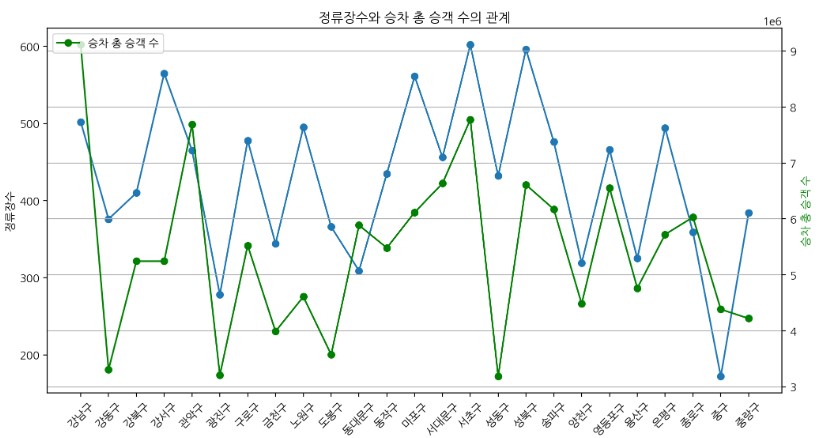 정류장수와 승차 총 승객 수의 관계
1e6
승차 총 승객 수
600
500
400
300
200
정류장수
9
8
7
6
5
4
3
승차 총 승객 수
강남구
강동구
강북구
강서구
관악구
광진구
구로구
금천구
노원구
도봉구
동대문구
동작구
마포구
서대문구
서초구
성동구
성북구
송파구
양천구
영등포구
용산구
은평구
종로구
중구
중랑구